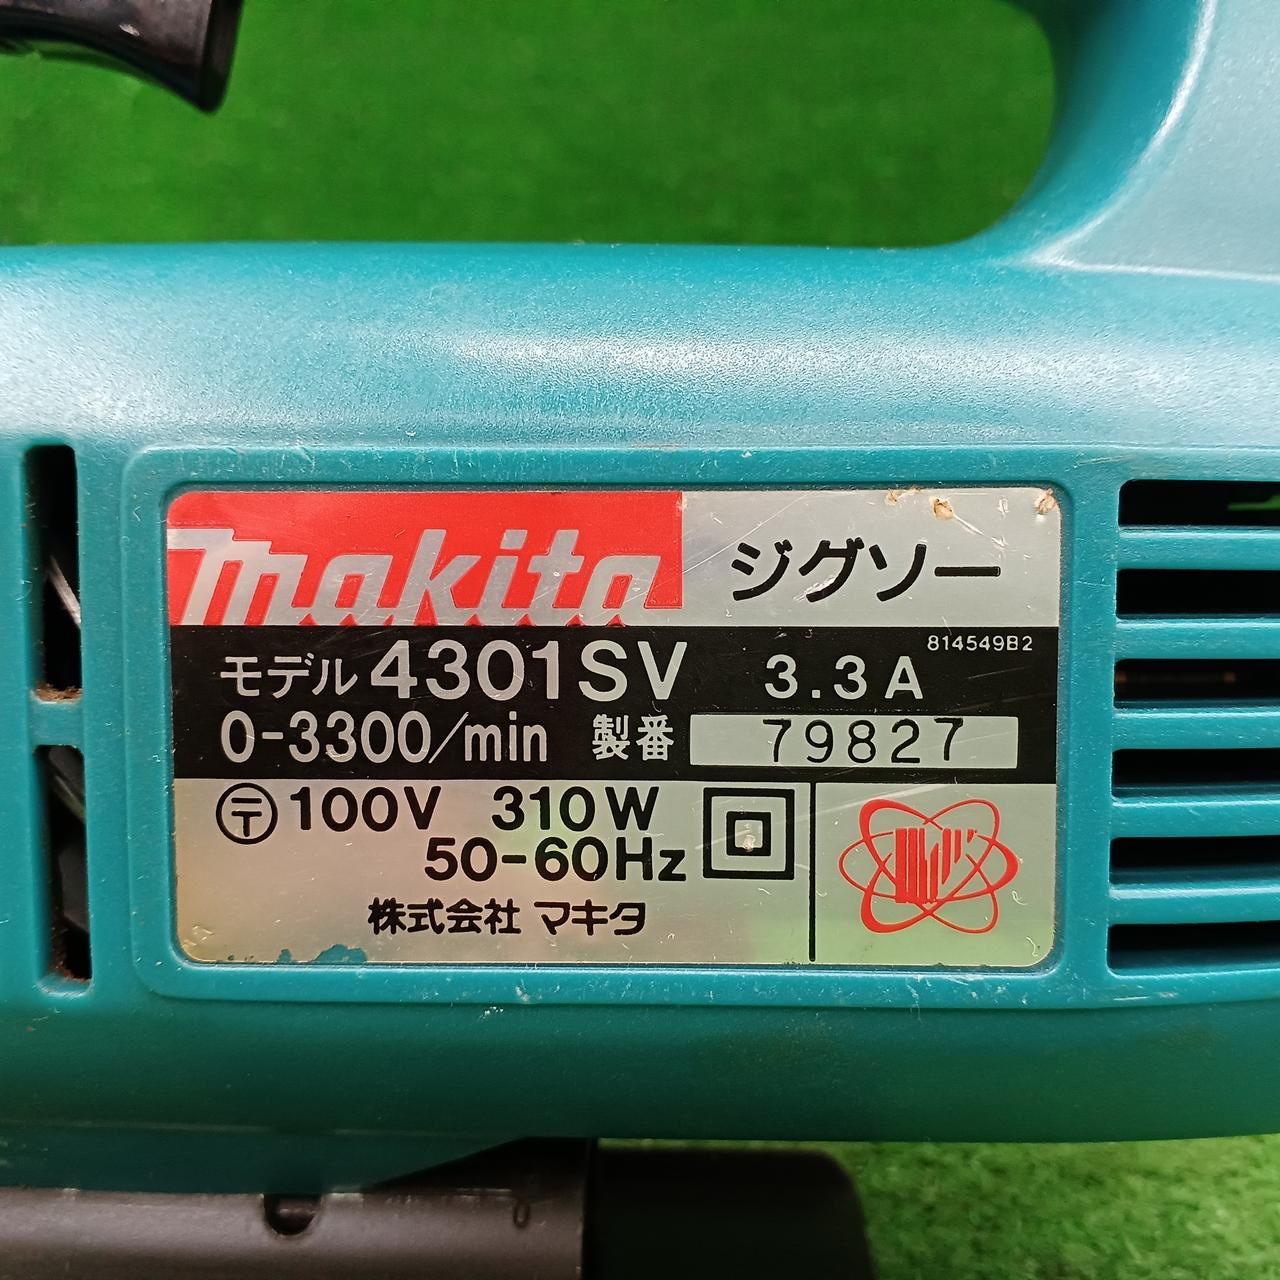 makita ジグソー
814549B2
モデル 4301SV 3.3A
0-3300/min 製番 79827
〒 100V 310W
50-60Hz
株式会社 マキタ
0